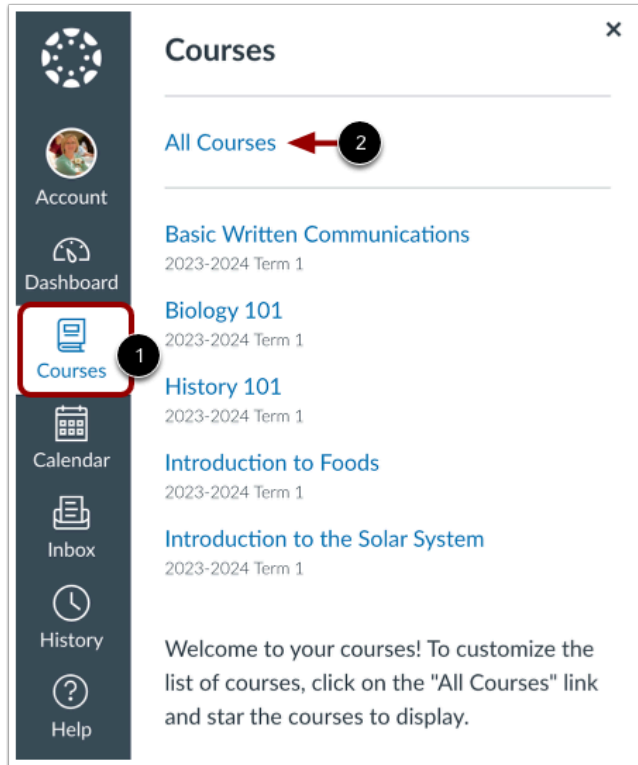 Account
Dashboard
Courses
1
Calendar
Inbox
History
Help
Courses
×
All Courses
2
Basic Written Communications
2023-2024 Term 1
Biology 101
2023-2024 Term 1
History 101
2023-2024 Term 1
Introduction to Foods
2023-2024 Term 1
Introduction to the Solar System
2023-2024 Term 1
Welcome to your courses! To customize the
list of courses, click on the "All Courses" link
and star the courses to display.